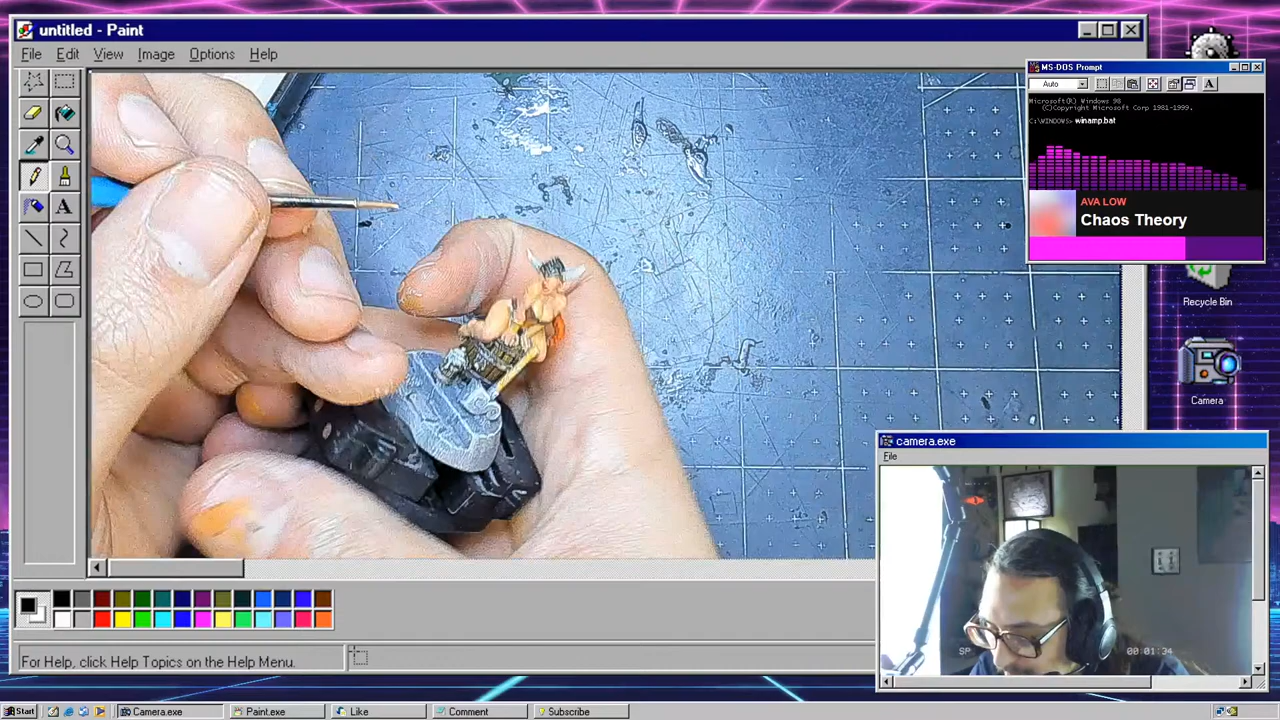 untitled - Paint
File Edit View Image Options Help
MS-DOS Prompt
Auto
A
Microsoft(R) Windows 98
(C)Copyright Microsoft Corp 1981-1999.
C:\WINDOWS> winamp.bat
AVA LOW
Chaos Theory
A
Recycle Bin
Camera
camera.exe
File
SP 00:01:34
For Help, click Help Topics on the Help Menu.
Start Camera.exe Paint.exe Like Comment Subscribe